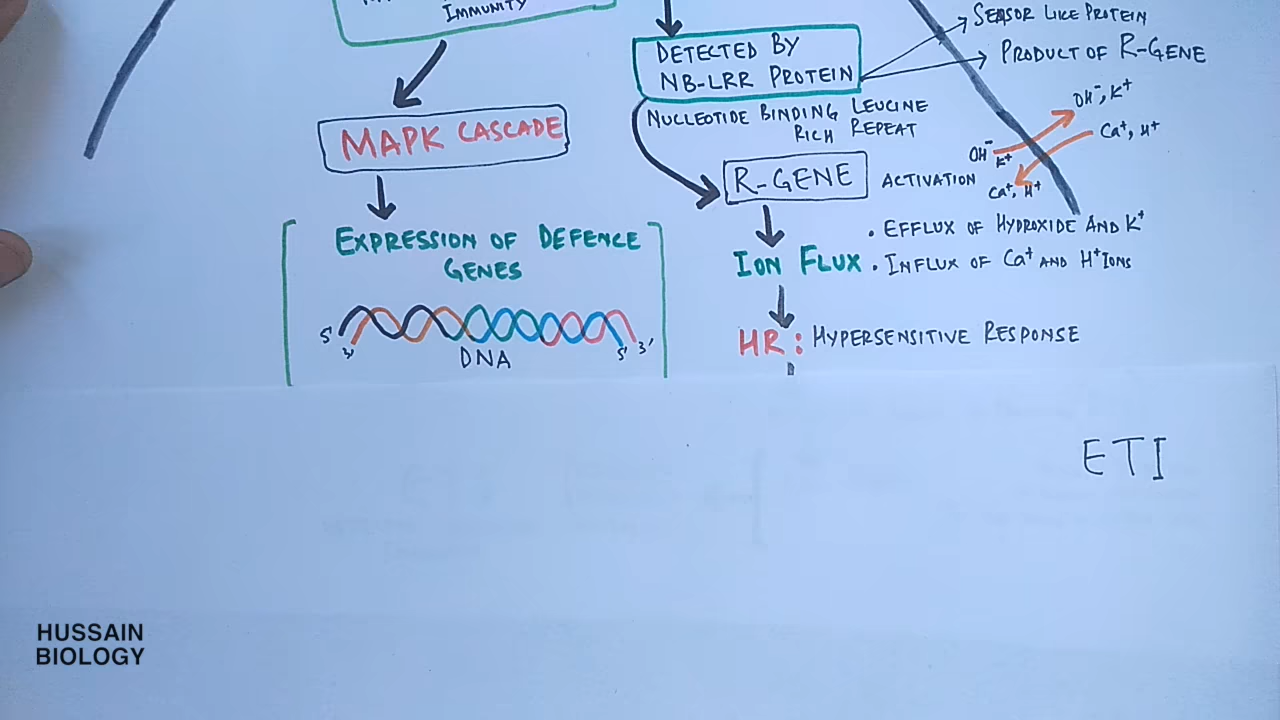 IMMUNITY
MAPK CASCADE
EXPRESSION OF DEFENCE
GENES
5' 3' 5' 3'
DNA
DETECTED BY
NB-LRR PROTEIN
SENSOR LIKE PROTEIN
PRODUCT OF R-GENE
NUCLEOTIDE BINDING LEUCINE
RICH REPEAT
R-GENE ACTIVATION
OH⁻, K⁺
Ca⁺, H⁺
OH⁻
K⁺
Ca⁺, H⁺
ION FLUX
. EFFLUX OF HYDROXIDE AND K⁺
. INFLUX OF Ca⁺ AND H⁺ IONS
HR: HYPERSENSITIVE RESPONSE
ETI
HUSSAIN
BIOLOGY